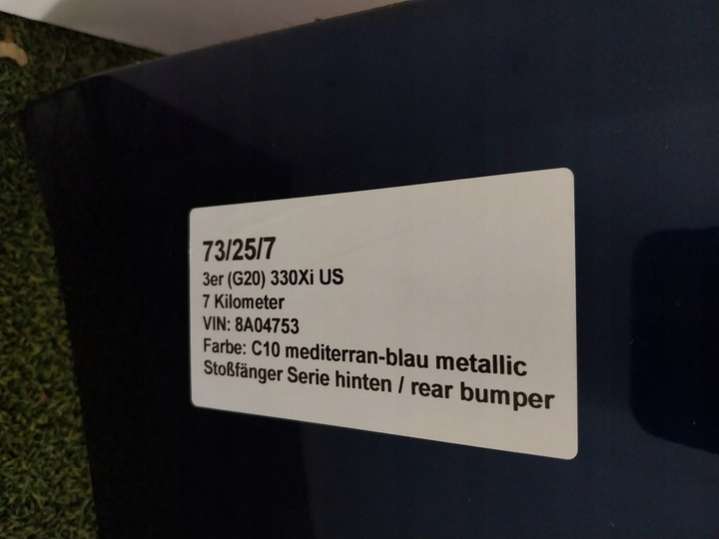 73/25/7
3er (G20) 330Xi US
7 Kilometer
VIN: 8A04753
Farbe: C10 mediterran-blau metallic
Stoßfänger Serie hinten / rear bumper